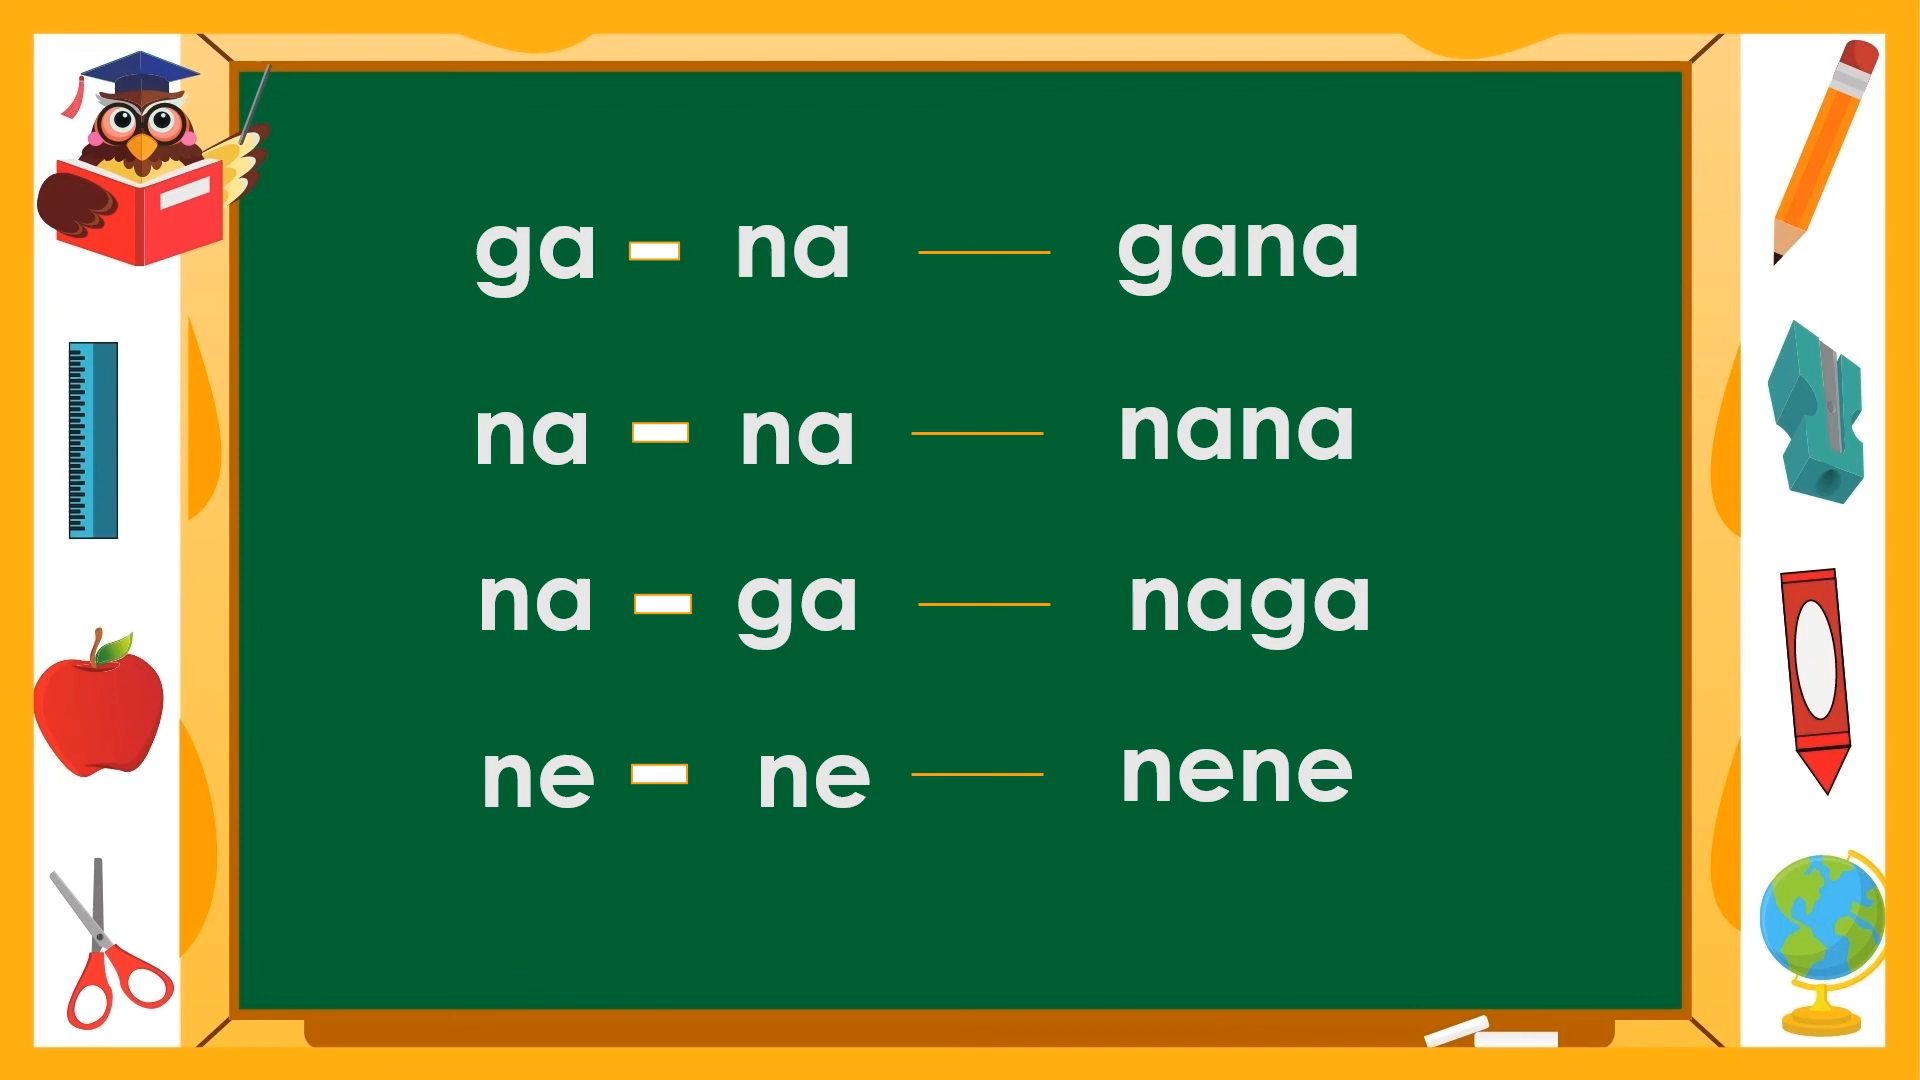 ga - na — gana
na - na — nana
na - ga — naga
ne - ne — nene